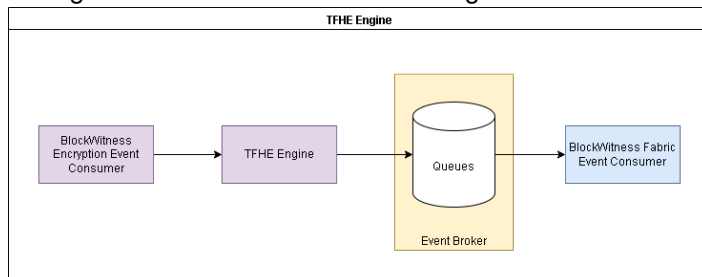 TFHE Engine
BlockWitness
Encryption Event
Consumer
TFHE Engine
Queues
Event Broker
BlockWitness Fabric
Event Consumer